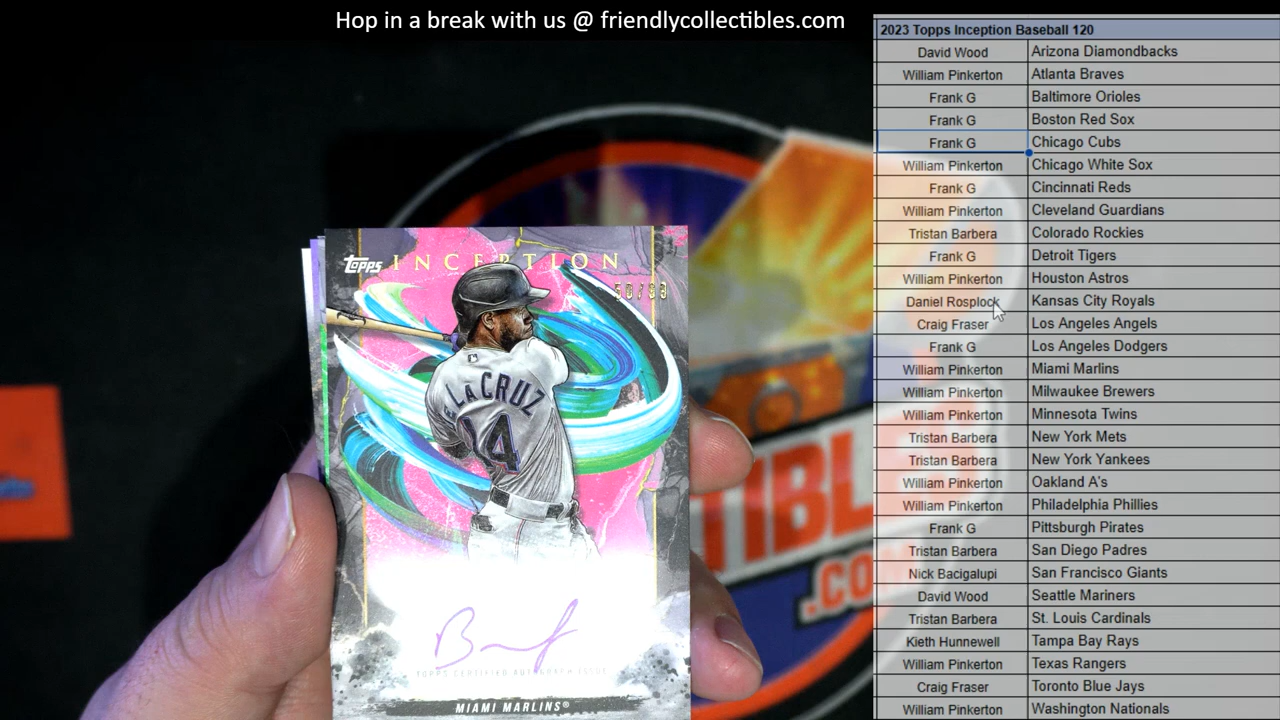 Hop in a break with us @ friendlycollectibles.com
2023 Topps Inception Baseball 120
David Wood Arizona Diamondbacks
William Pinkerton Atlanta Braves
Frank G Baltimore Orioles
Frank G Boston Red Sox
Frank G Chicago Cubs
William Pinkerton Chicago White Sox
Frank G Cincinnati Reds
William Pinkerton Cleveland Guardians
Tristan Barbera Colorado Rockies
Frank G Detroit Tigers
William Pinkerton Houston Astros
Daniel Rosplock Kansas City Royals
Craig Fraser Los Angeles Angels
Frank G Los Angeles Dodgers
William Pinkerton Miami Marlins
William Pinkerton Milwaukee Brewers
William Pinkerton Minnesota Twins
Tristan Barbera New York Mets
Tristan Barbera New York Yankees
William Pinkerton Oakland A's
William Pinkerton Philadelphia Phillies
Frank G Pittsburgh Pirates
Tristan Barbera San Diego Padres
Nick Bacigalupi San Francisco Giants
David Wood Seattle Mariners
Tristan Barbera St. Louis Cardinals
Kieth Hunnewell Tampa Bay Rays
William Pinkerton Texas Rangers
Craig Fraser Toronto Blue Jays
William Pinkerton Washington Nationals
Topps INCEPTION
DE LA CRUZ
14
TOPPS CERTIFIED AUTOGRAPH ISSUE
MIAMI MARLINS®
TIBLES
.CO